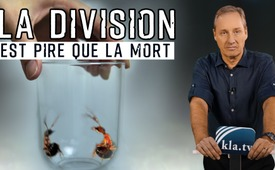 LA DIVISION
EST PIRE QUE LA MORT
kla.tv